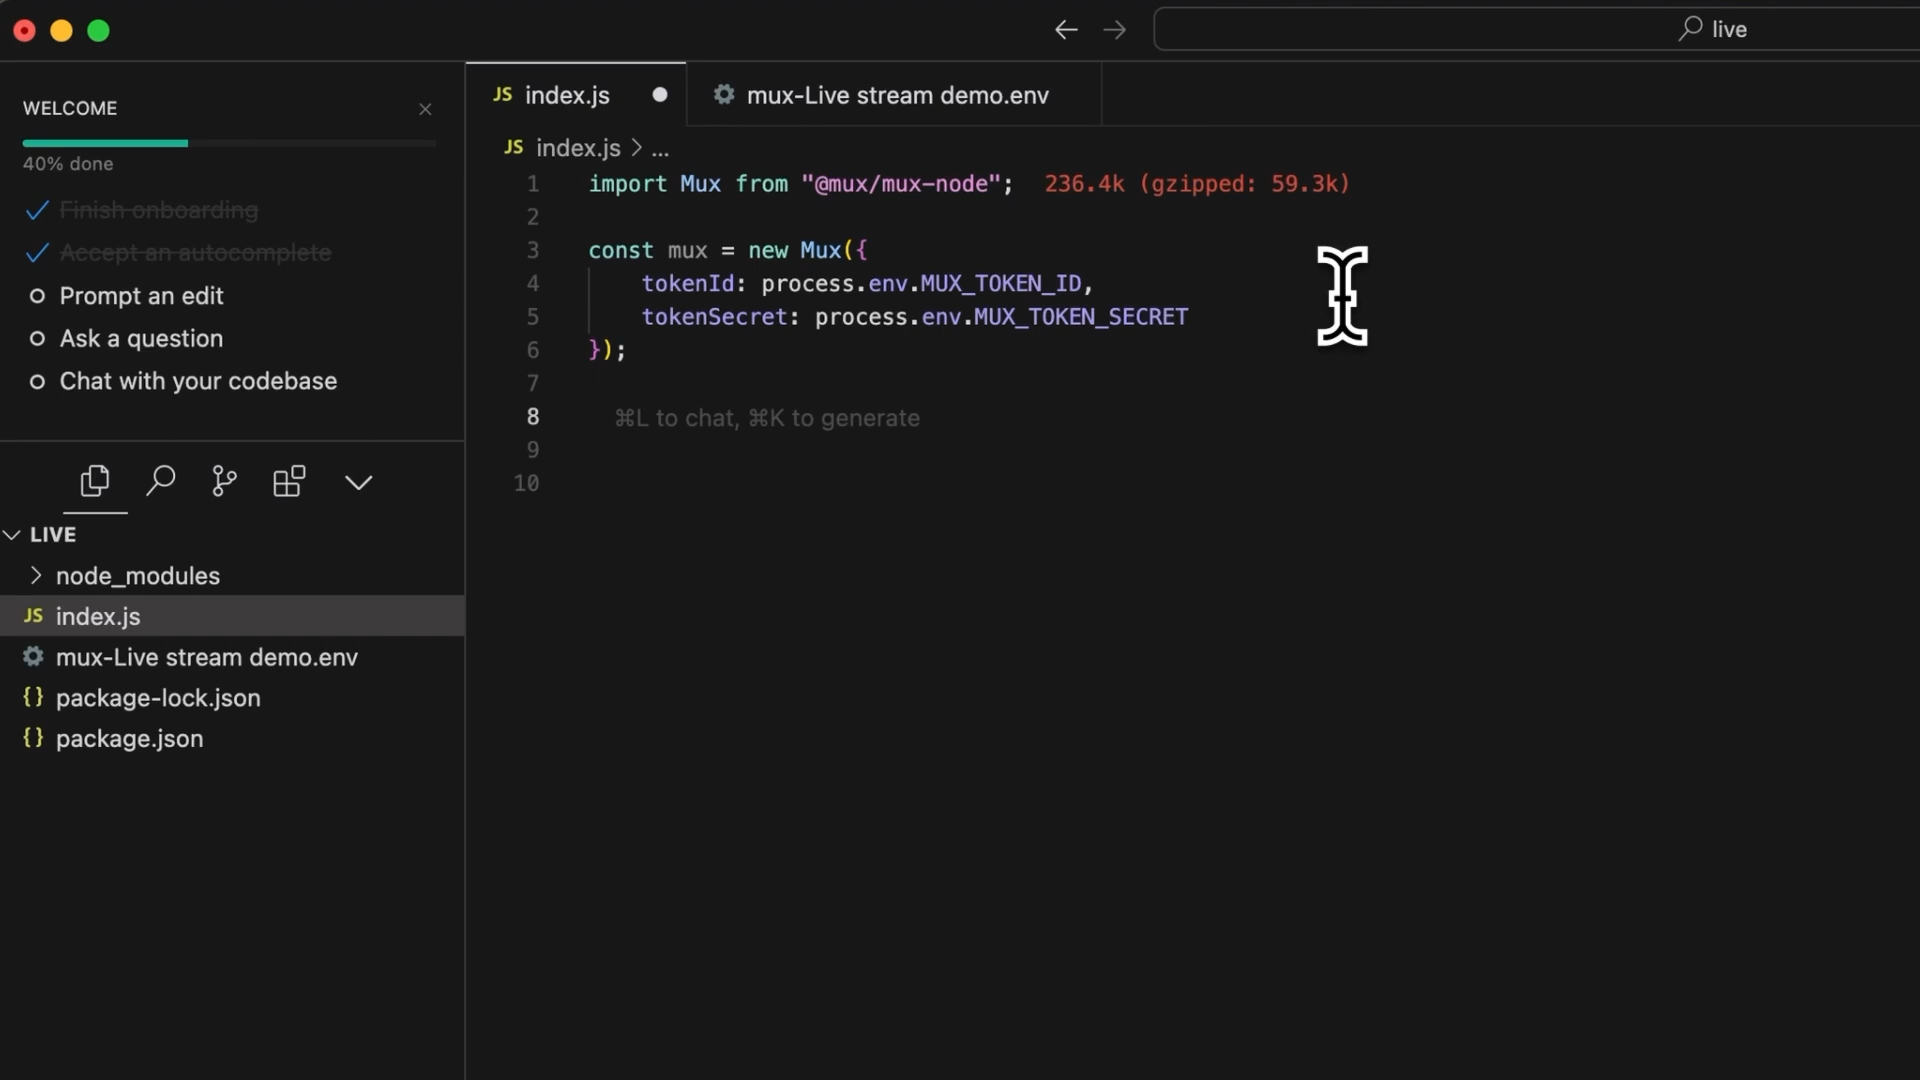 live
WELCOME
40% done
Finish onboarding
Accept an autocomplete
Prompt an edit
Ask a question
Chat with your codebase
LIVE
node_modules
JS index.js
mux-Live stream demo.env
{} package-lock.json
{} package.json
JS index.js
mux-Live stream demo.env
JS index.js > ...
1 import Mux from "@mux/mux-node"; 236.4k (gzipped: 59.3k)
2
3 const mux = new Mux({
4 tokenId: process.env.MUX_TOKEN_ID,
5 tokenSecret: process.env.MUX_TOKEN_SECRET
6 });
7
8 ⌘L to chat, ⌘K to generate
9
10